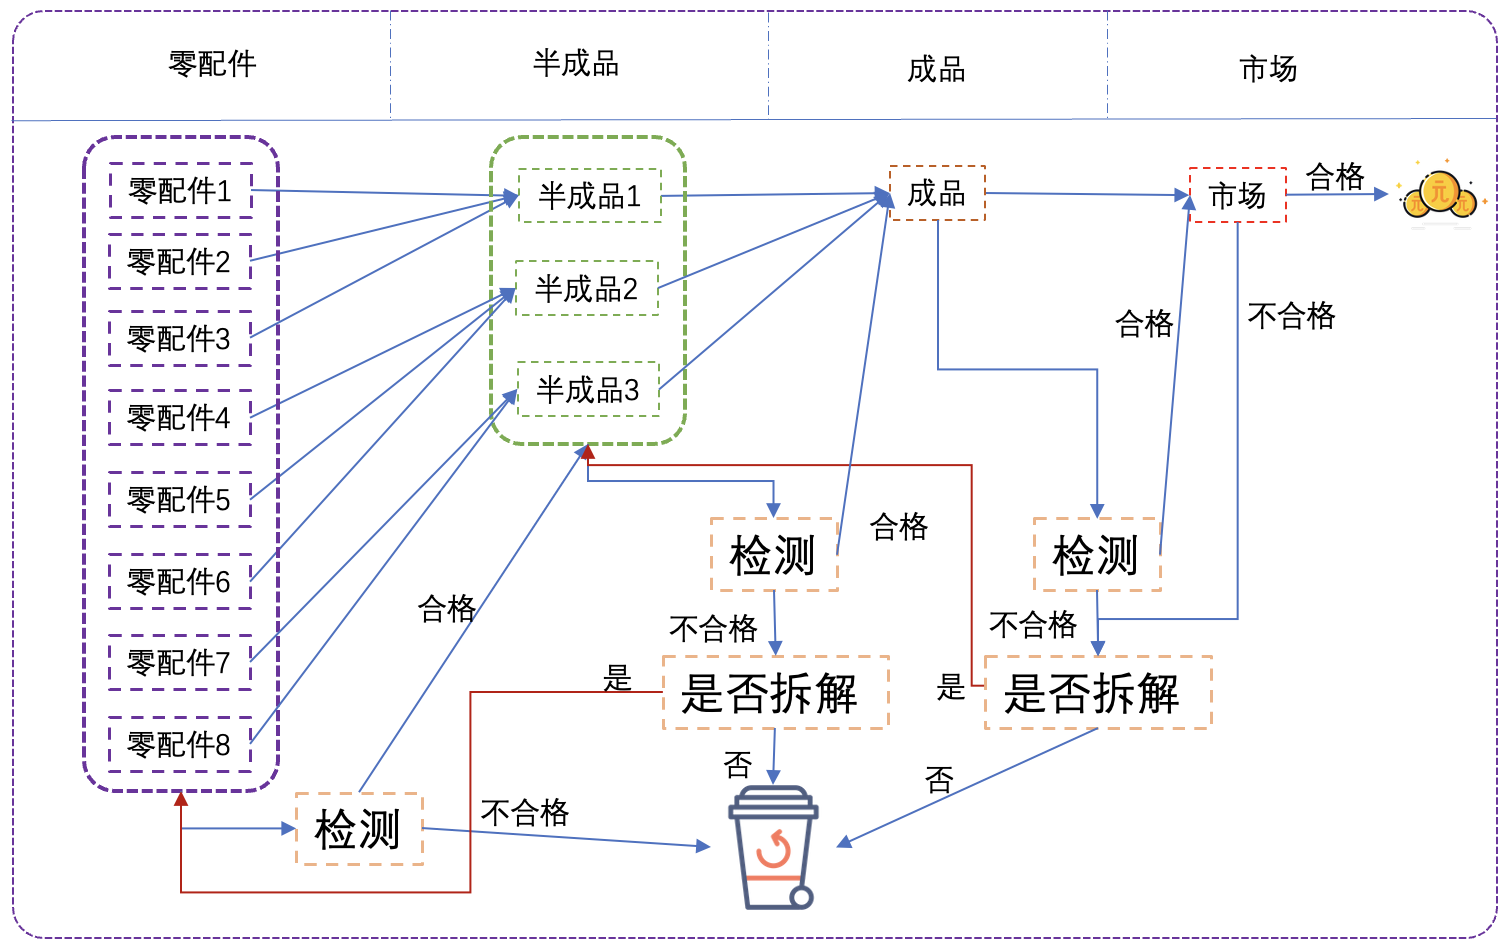 零配件
半成品
成品
市场
零配件1
零配件2
零配件3
零配件4
零配件5
零配件6
零配件7
零配件8
半成品1
半成品2
半成品3
成品
市场
合格
元
元
元
合格
不合格
检测
合格
检测
合格
不合格
不合格
是
是否拆解
是
是否拆解
否
否
检测
不合格